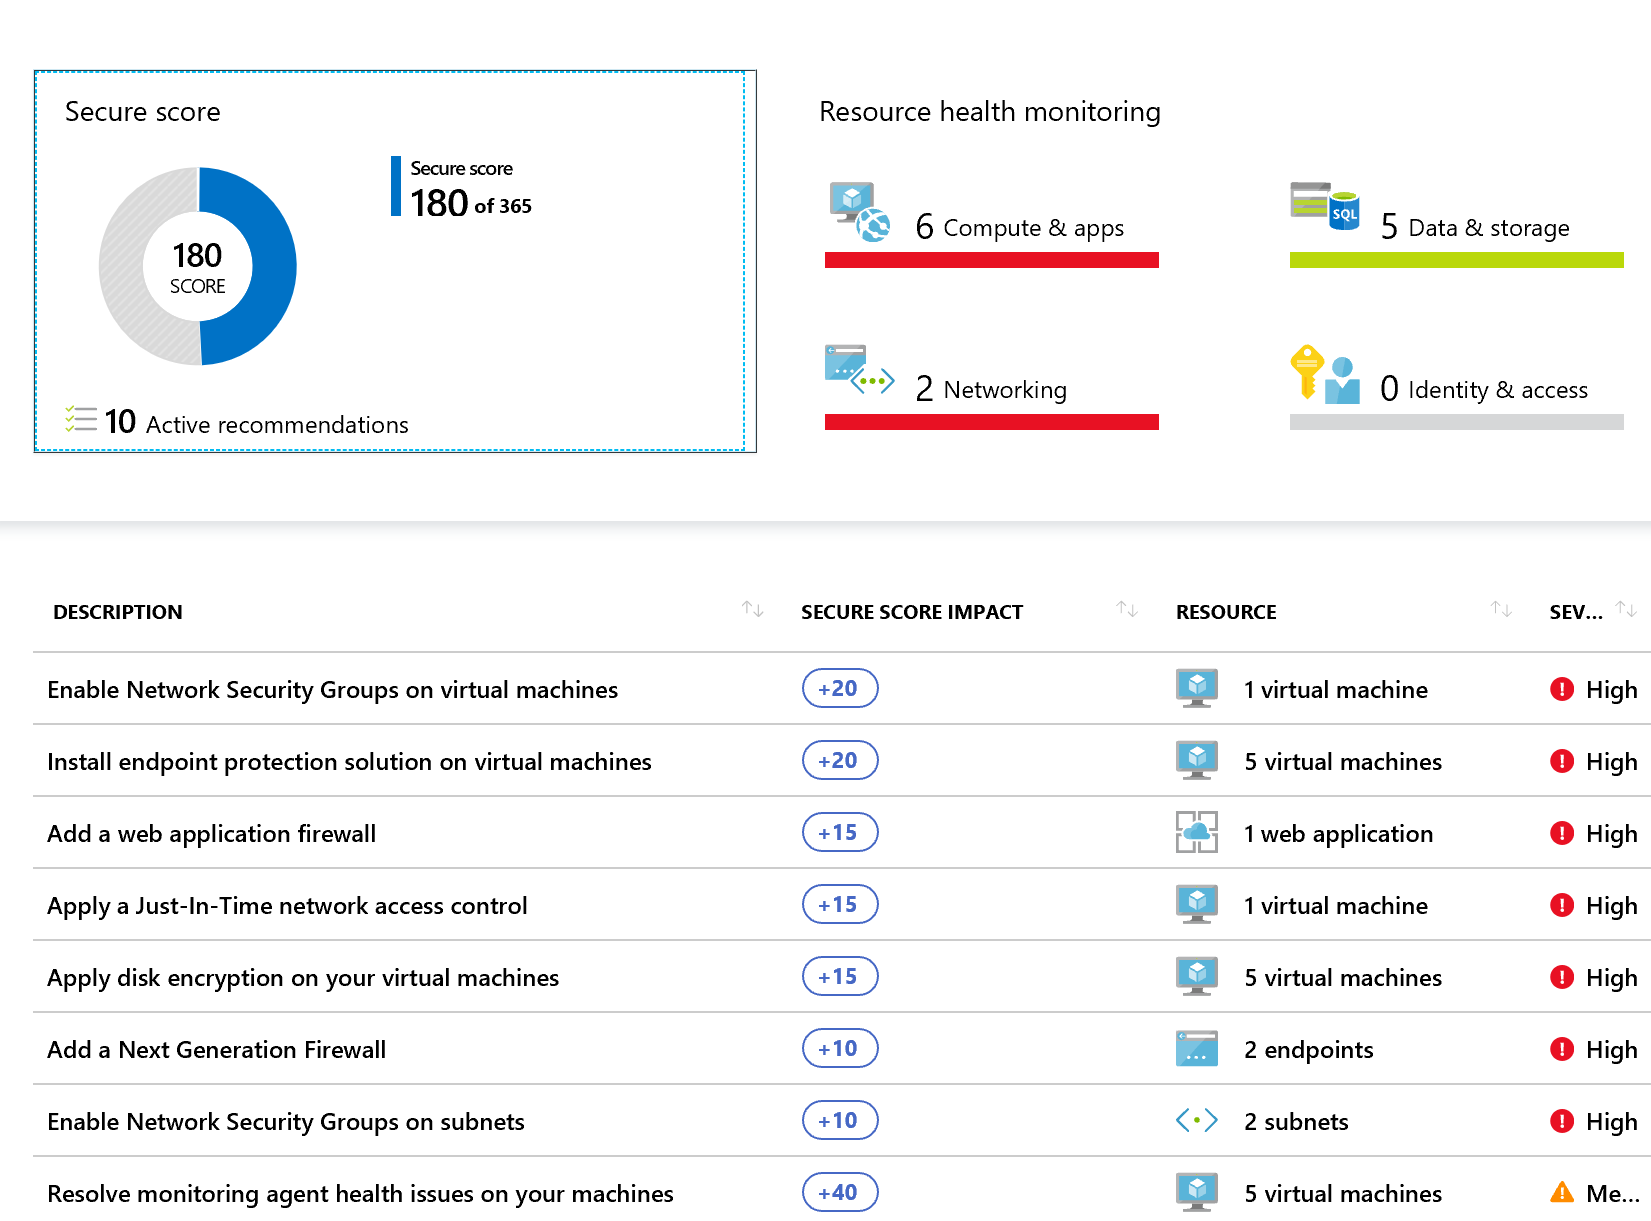 Secure score
Secure score
180 of 365
180
SCORE
10 Active recommendations
Resource health monitoring
6 Compute & apps
SQL
5 Data & storage
2 Networking
0 Identity & access
DESCRIPTION SECURE SCORE IMPACT RESOURCE SEV...
Enable Network Security Groups on virtual machines +20 1 virtual machine High
Install endpoint protection solution on virtual machines +20 5 virtual machines High
Add a web application firewall +15 1 web application High
Apply a Just-In-Time network access control +15 1 virtual machine High
Apply disk encryption on your virtual machines +15 5 virtual machines High
Add a Next Generation Firewall +10 2 endpoints High
Enable Network Security Groups on subnets +10 2 subnets High
Resolve monitoring agent health issues on your machines +40 5 virtual machines Me...